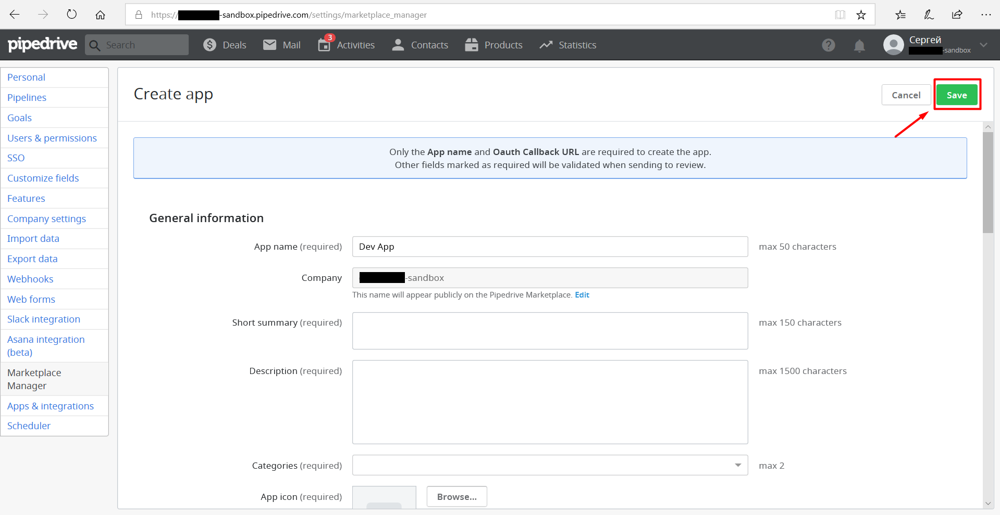 https://-sandbox.pipedrive.com/settings/marketplace_manager
pipedrive
Search
Deals
Mail
3
Activities
Contacts
Products
Statistics
?
Сергей
-sandbox
Personal
Pipelines
Goals
Users & permissions
SSO
Customize fields
Features
Company settings
Import data
Export data
Webhooks
Web forms
Slack integration
Asana integration
(beta)
Marketplace
Manager
Apps & integrations
Scheduler
Create app
Cancel
Save
Only the App name and Oauth Callback URL are required to create the app.
Other fields marked as required will be validated when sending to review.
General information
App name (required)
Dev App
max 50 characters
Company
-sandbox
This name will appear publicly on the Pipedrive Marketplace. Edit
Short summary (required)
max 150 characters
Description (required)
max 1500 characters
Categories (required)
max 2
App icon (required)
Browse...